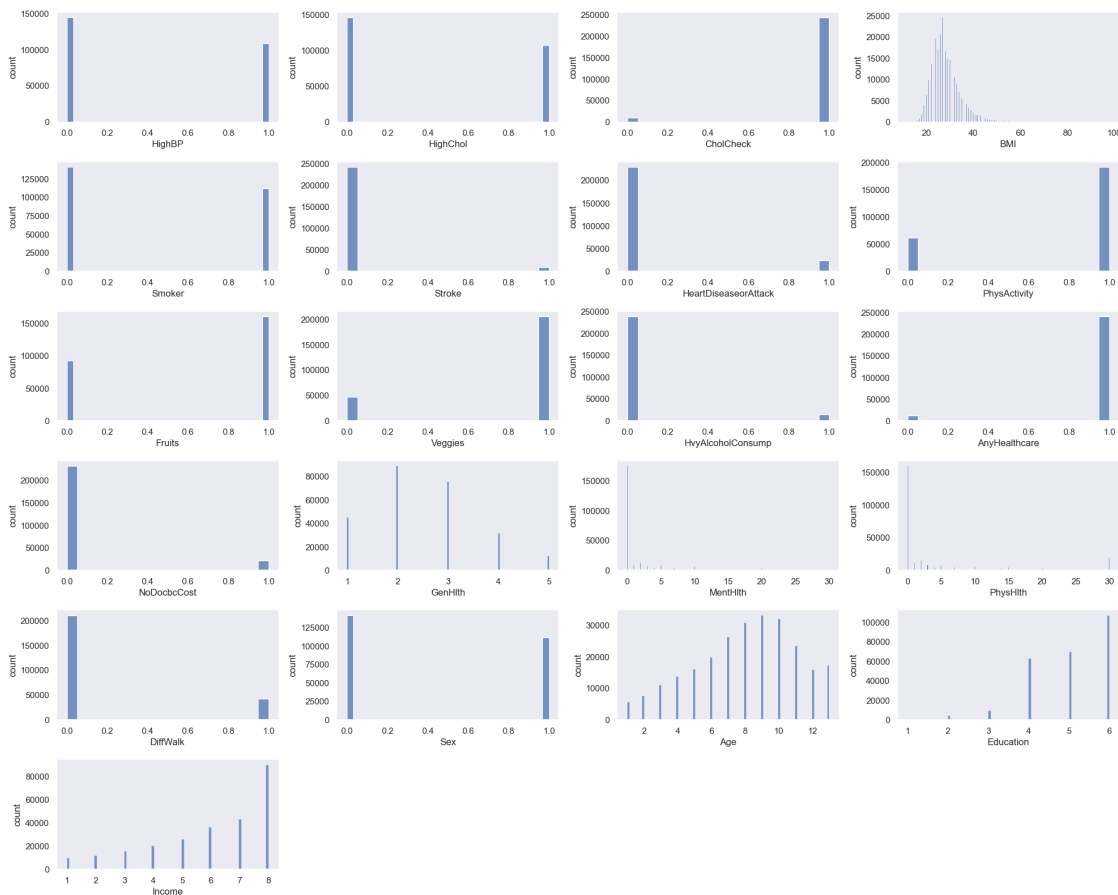 count
150000
100000
50000
0
0.0 0.2 0.4 0.6 0.8 1.0
HighBP
count
150000
100000
50000
0
0.0 0.2 0.4 0.6 0.8 1.0
HighChol
count
250000
200000
150000
100000
50000
0
0.0 0.2 0.4 0.6 0.8 1.0
CholCheck
count
25000
20000
15000
10000
5000
0
20 40 60 80 100
BMI
count
125000
100000
75000
50000
25000
0
0.0 0.2 0.4 0.6 0.8 1.0
Smoker
count
250000
200000
150000
100000
50000
0
0.0 0.2 0.4 0.6 0.8 1.0
Stroke
count
200000
150000
100000
50000
0
0.0 0.2 0.4 0.6 0.8 1.0
HeartDiseaseorAttack
count
200000
150000
100000
50000
0
0.0 0.2 0.4 0.6 0.8 1.0
PhysActivity
count
150000
100000
50000
0
0.0 0.2 0.4 0.6 0.8 1.0
Fruits
count
200000
150000
100000
50000
0
0.0 0.2 0.4 0.6 0.8 1.0
Veggies
count
250000
200000
150000
100000
50000
0
0.0 0.2 0.4 0.6 0.8 1.0
HvyAlcoholConsump
count
250000
200000
150000
100000
50000
0
0.0 0.2 0.4 0.6 0.8 1.0
AnyHealthcare
count
200000
150000
100000
50000
0
0.0 0.2 0.4 0.6 0.8 1.0
NoDocbcCost
count
80000
60000
40000
20000
0
1 2 3 4 5
GenHlth
count
150000
100000
50000
0
0 5 10 15 20 25 30
MentHlth
count
150000
100000
50000
0
0 5 10 15 20 25 30
PhysHlth
count
200000
150000
100000
50000
0
0.0 0.2 0.4 0.6 0.8 1.0
DiffWalk
count
125000
100000
75000
50000
25000
0
0.0 0.2 0.4 0.6 0.8 1.0
Sex
count
30000
20000
10000
0
2 4 6 8 10 12
Age
count
100000
80000
60000
40000
20000
0
1 2 3 4 5 6
Education
count
80000
60000
40000
20000
0
1 2 3 4 5 6 7 8
Income